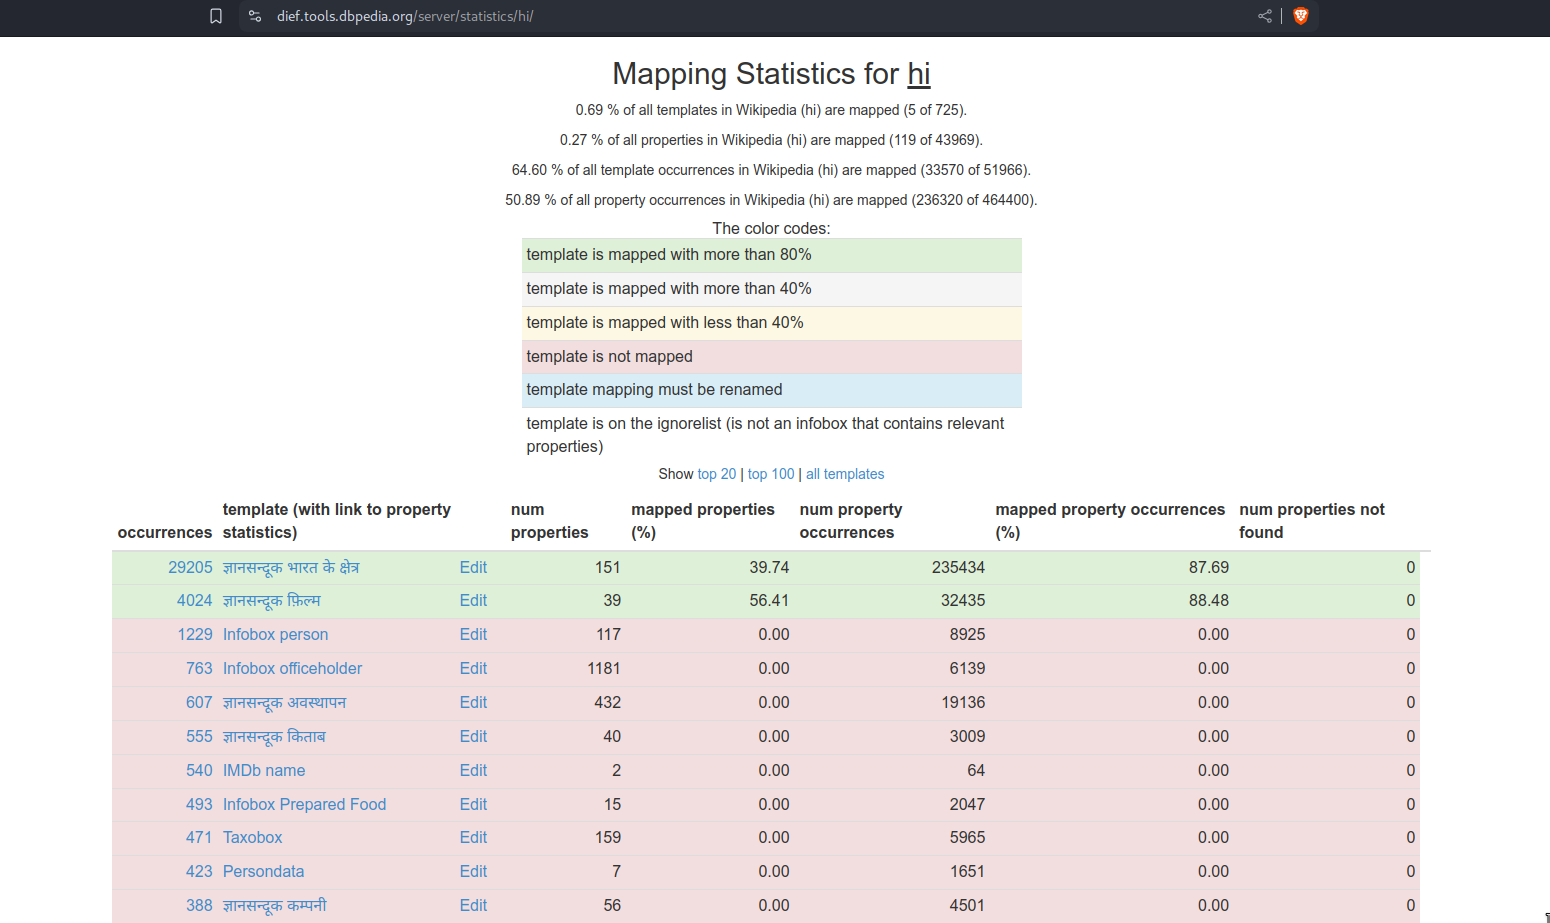 dief.tools.dbpedia.org/server/statistics/hi/
Mapping Statistics for hi
0.69 % of all templates in Wikipedia (hi) are mapped (5 of 725).
0.27 % of all properties in Wikipedia (hi) are mapped (119 of 43969).
64.60 % of all template occurrences in Wikipedia (hi) are mapped (33570 of 51966).
50.89 % of all property occurrences in Wikipedia (hi) are mapped (236320 of 464400).
The color codes:
template is mapped with more than 80%
template is mapped with more than 40%
template is mapped with less than 40%
template is not mapped
template mapping must be renamed
template is on the ignorelist (is not an infobox that contains relevant
properties)
Show top 20 | top 100 | all templates
occurrences template (with link to property statistics) num properties mapped properties (%) num property occurrences mapped property occurrences (%) num properties not found
29205 ज्ञानसन्दूक भारत के क्षेत्र Edit 151 39.74 235434 87.69 0
4024 ज्ञानसन्दूक फ़िल्म Edit 39 56.41 32435 88.48 0
1229 Infobox person Edit 117 0.00 8925 0.00 0
763 Infobox officeholder Edit 1181 0.00 6139 0.00 0
607 ज्ञानसन्दूक अवस्थापन Edit 432 0.00 19136 0.00 0
555 ज्ञानसन्दूक किताब Edit 40 0.00 3009 0.00 0
540 IMDb name Edit 2 0.00 64 0.00 0
493 Infobox Prepared Food Edit 15 0.00 2047 0.00 0
471 Taxobox Edit 159 0.00 5965 0.00 0
423 Persondata Edit 7 0.00 1651 0.00 0
388 ज्ञानसन्दूक कम्पनी Edit 56 0.00 4501 0.00 0